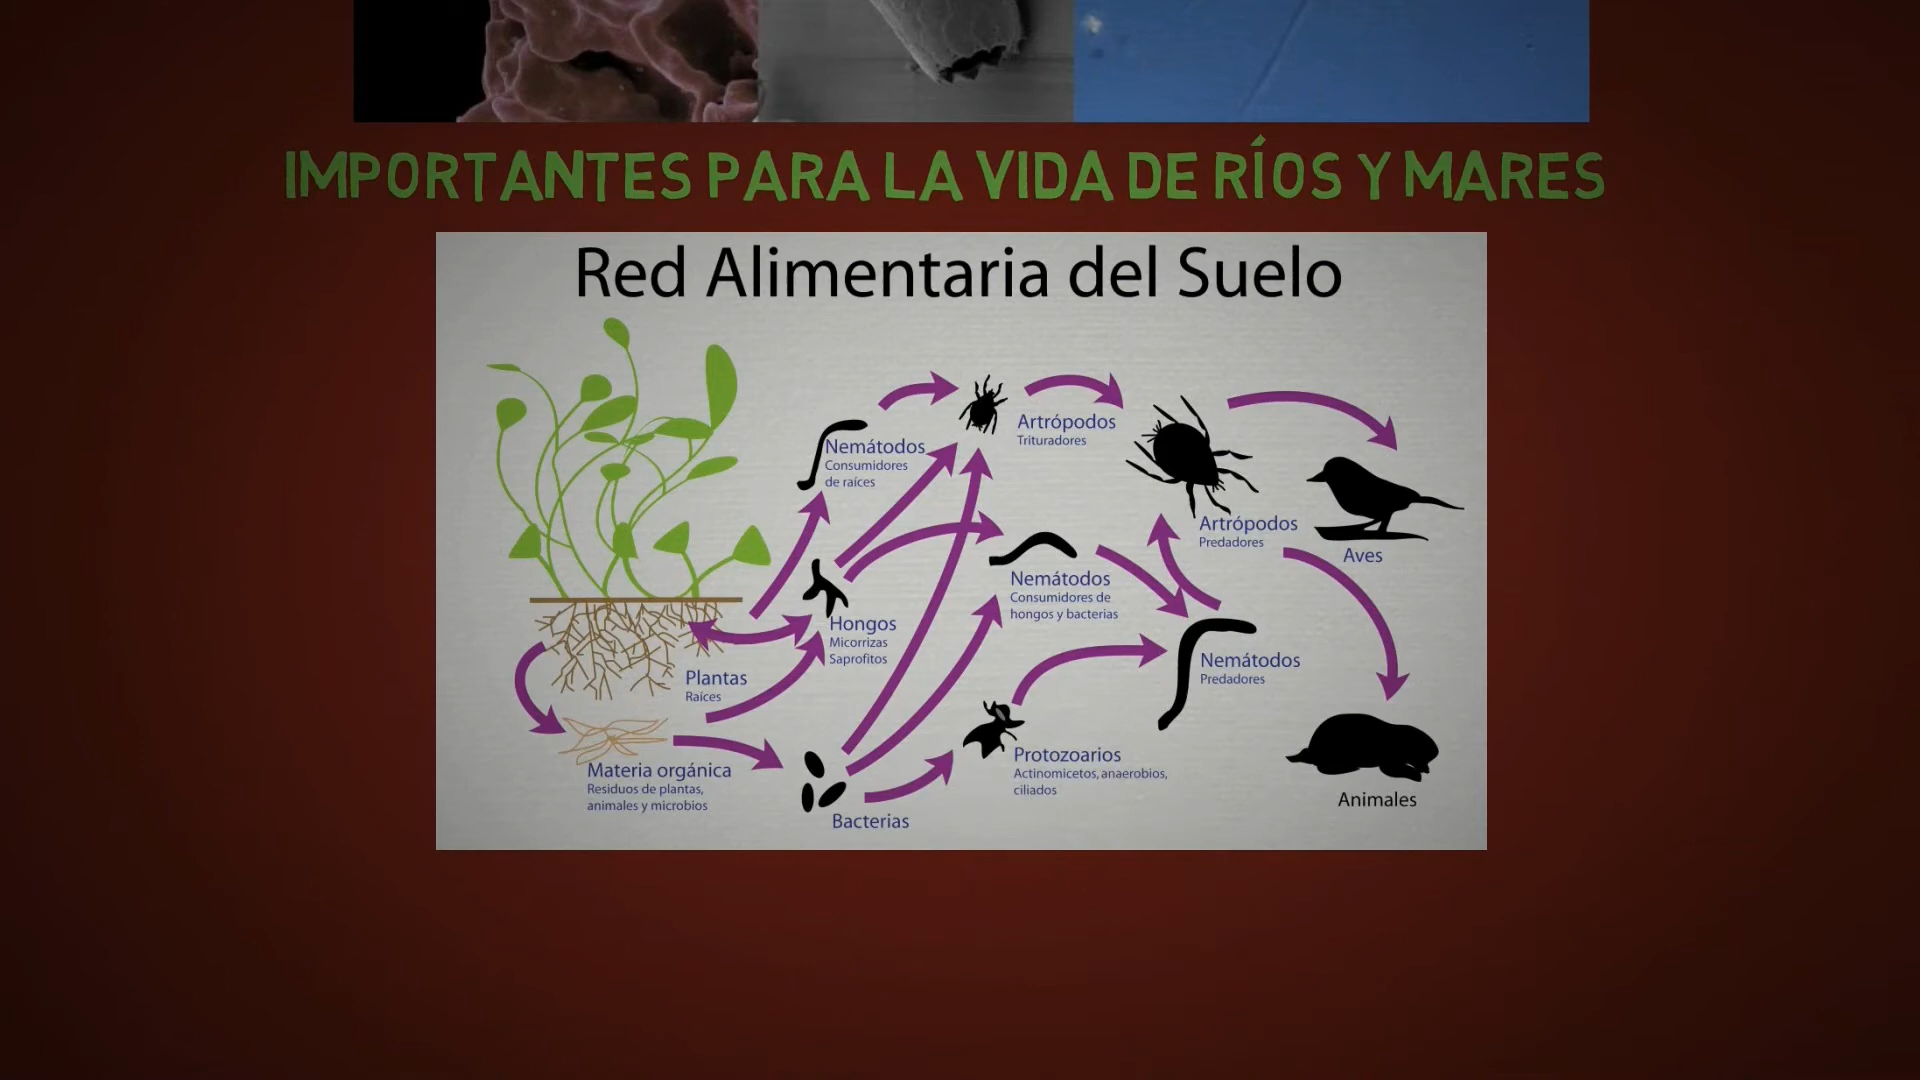 IMPORTANTES PARA LA VIDA DE RÍOS Y MARES
Red Alimentaria del Suelo
Nemátodos
Consumidores
de raíces
Artrópodos
Trituradores
Artrópodos
Predadores
Aves
Nemátodos
Consumidores de
hongos y bacterias
Hongos
Micorrizas
Saprofitos
Plantas
Raíces
Nemátodos
Predadores
Materia orgánica
Residuos de plantas,
animales y microbios
Protozoarios
Actinomicetos, anaerobios,
ciliados
Bacterias
Animales